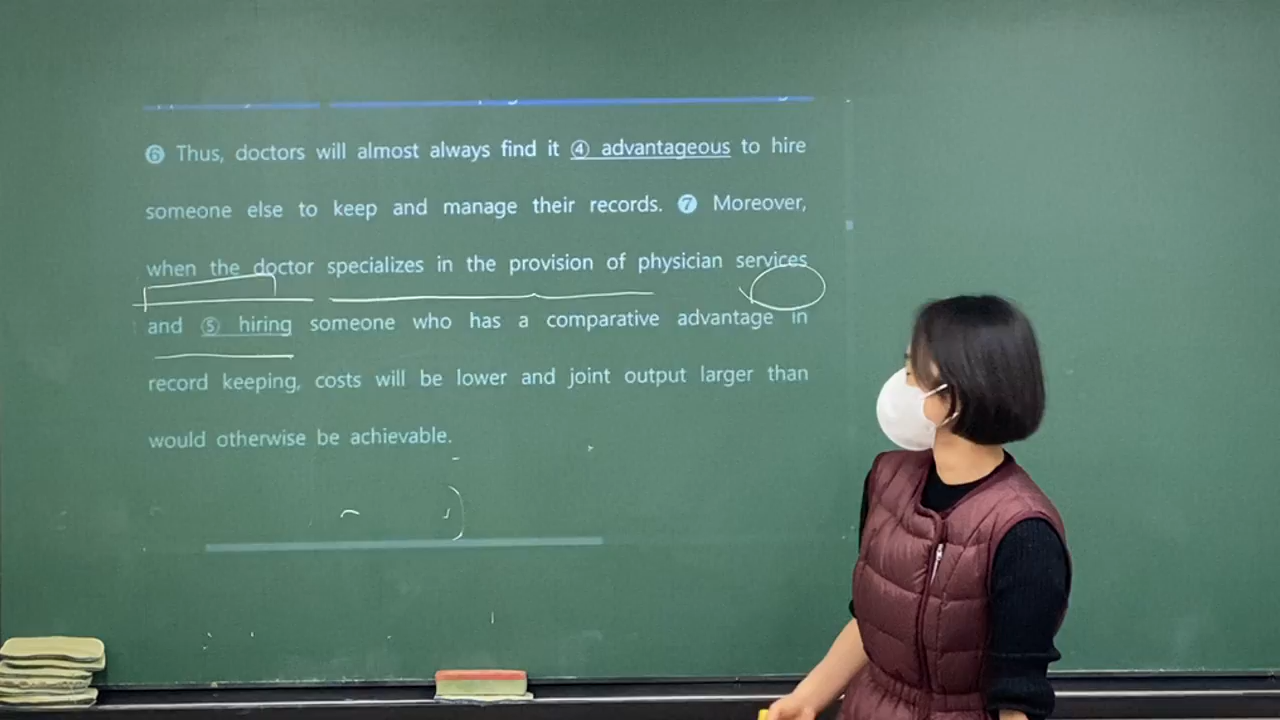 ❻ Thus, doctors will almost always find it ④ advantageous to hire
someone else to keep and manage their records. ❼ Moreover,
when the doctor specializes in the provision of physician services
and ⑤ hiring someone who has a comparative advantage in
record keeping, costs will be lower and joint output larger than
would otherwise be achievable.